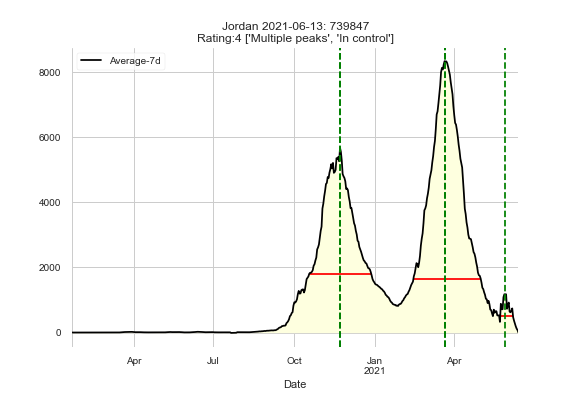 Jordan 2021-06-13: 739847
Rating:4 ['Multiple peaks', 'In control']
Average-7d
8000
6000
4000
2000
0
Apr
Jul
Oct
Jan
2021
Apr
Date